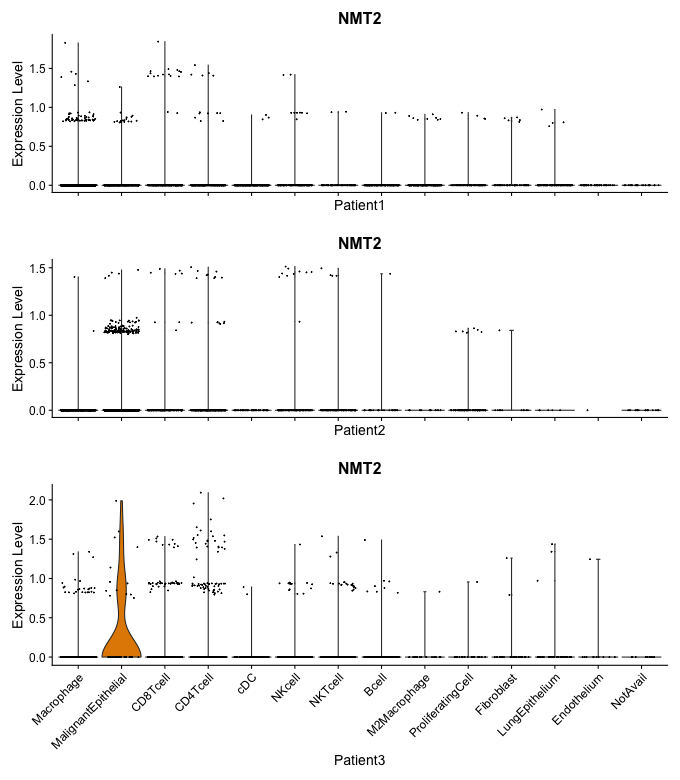 NMT2
Expression Level
1.5
1.0
0.5
0.0
Patient1
NMT2
Expression Level
1.5
1.0
0.5
0.0
Patient2
NMT2
Expression Level
2.0
1.5
1.0
0.5
0.0
Macrophage
MalignantEpithelial
CD8Tcell
CD4Tcell
cDC
NKcell
NKTcell
Bcell
M2Macrophage
ProliferatingCell
Fibroblast
LungEpithelium
Endothelium
NotAvail
Patient3